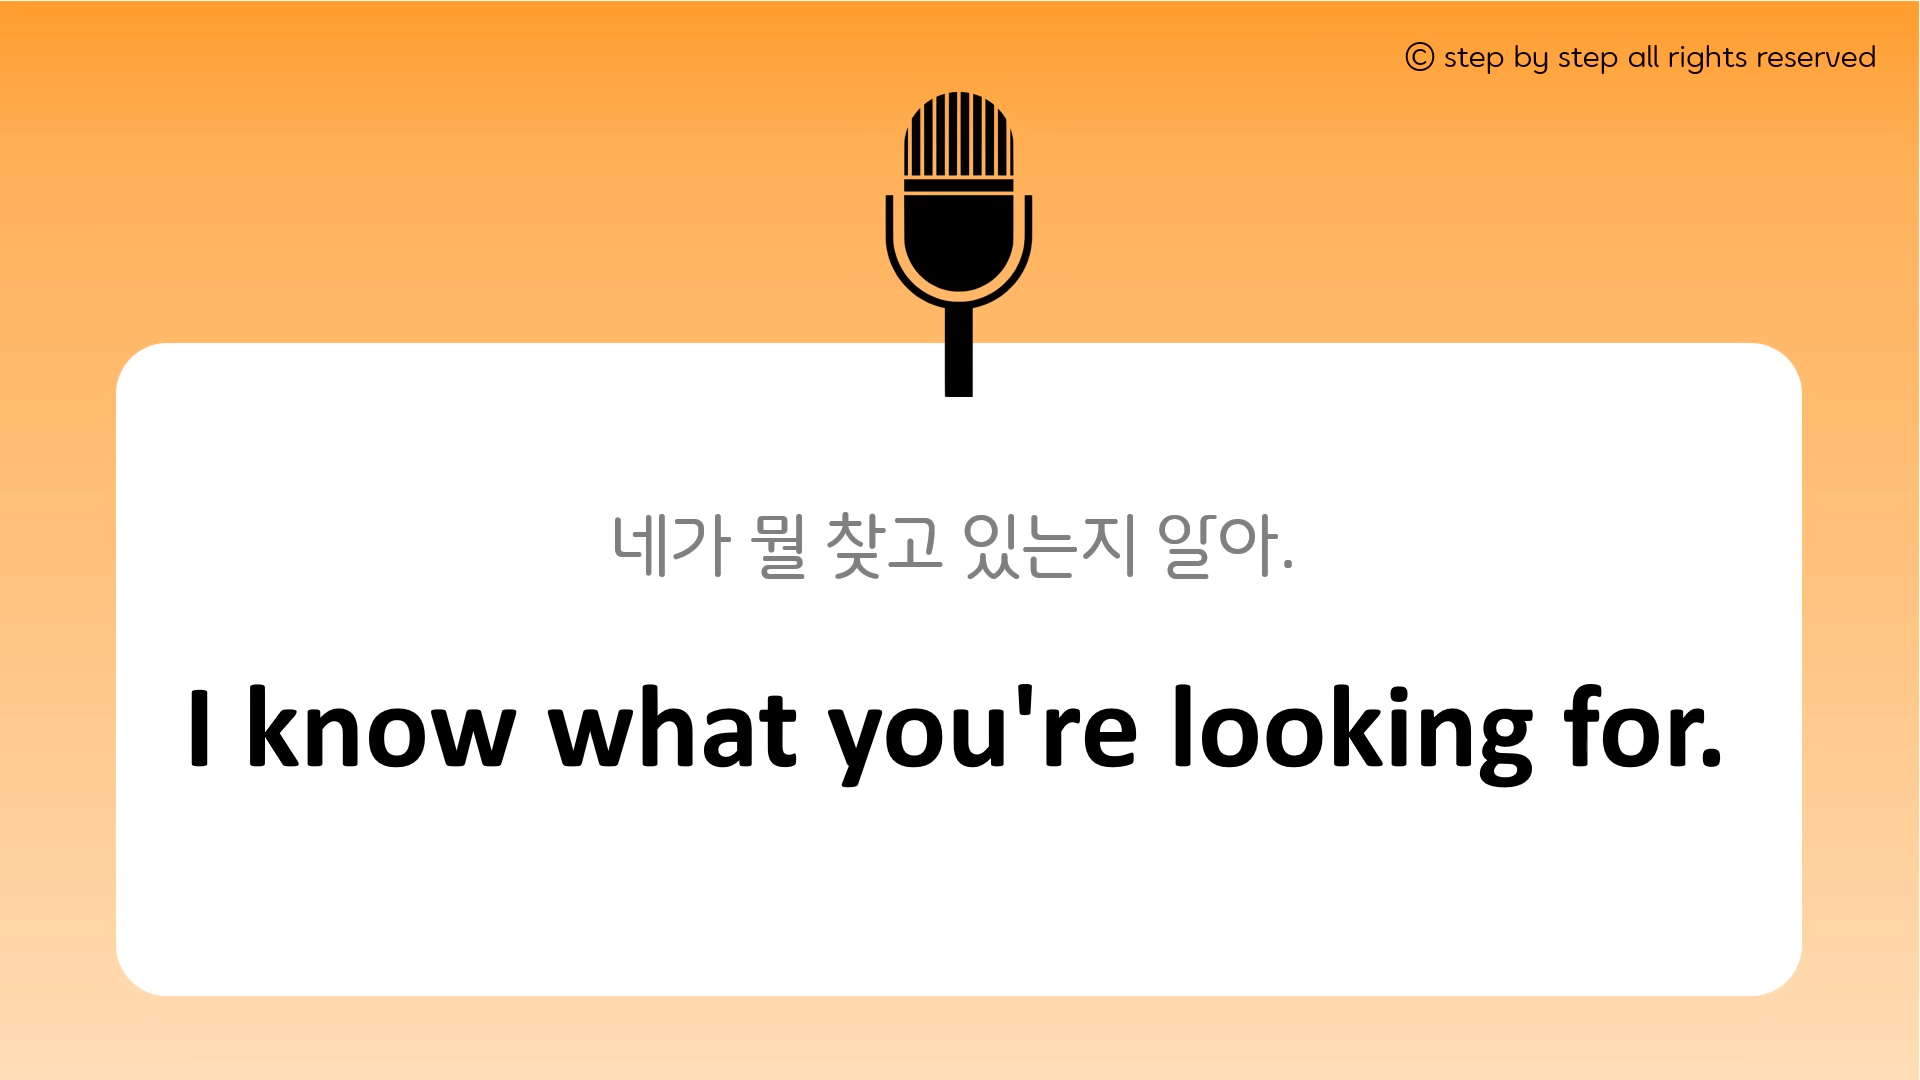 © step by step all rights reserved
네가 뭘 찾고 있는지 알아.
I know what you're looking for.